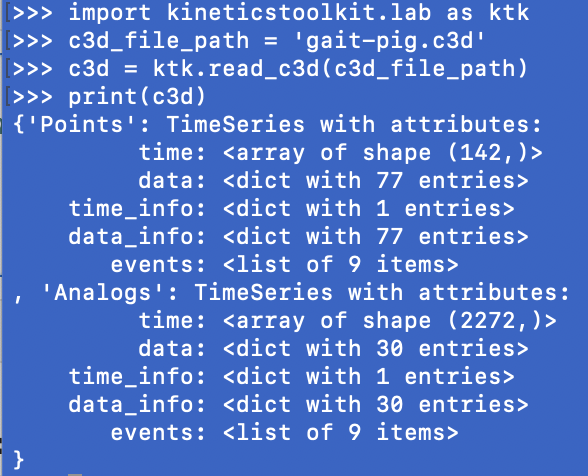 >>> import kineticstoolkit.lab as ktk
>>> c3d_file_path = 'gait-pig.c3d'
>>> c3d = ktk.read_c3d(c3d_file_path)
>>> print(c3d)
{'Points': TimeSeries with attributes:
         time: <array of shape (142,)>
         data: <dict with 77 entries>
    time_info: <dict with 1 entries>
    data_info: <dict with 77 entries>
       events: <list of 9 items>
, 'Analogs': TimeSeries with attributes:
         time: <array of shape (2272,)>
         data: <dict with 30 entries>
    time_info: <dict with 1 entries>
    data_info: <dict with 30 entries>
       events: <list of 9 items>
}